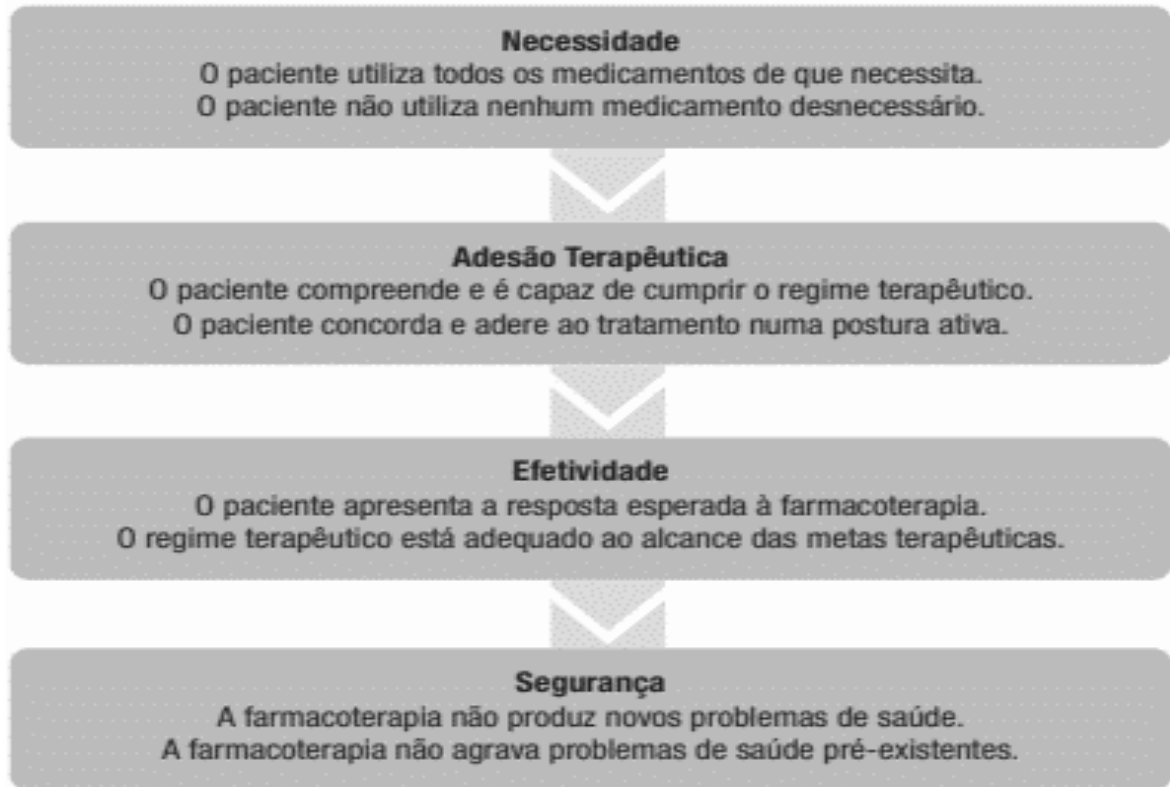 Necessidade
O paciente utiliza todos os medicamentos de que necessita.
O paciente não utiliza nenhum medicamento desnecessário.
Adesão Terapêutica
O paciente compreende e é capaz de cumprir o regime terapêutico.
O paciente concorda e adere ao tratamento numa postura ativa.
Efetividade
O paciente apresenta a resposta esperada à farmacoterapia.
O regime terapêutico está adequado ao alcance das metas terapêuticas.
Segurança
A farmacoterapia não produz novos problemas de saúde.
A farmacoterapia não agrava problemas de saúde pré-existentes.